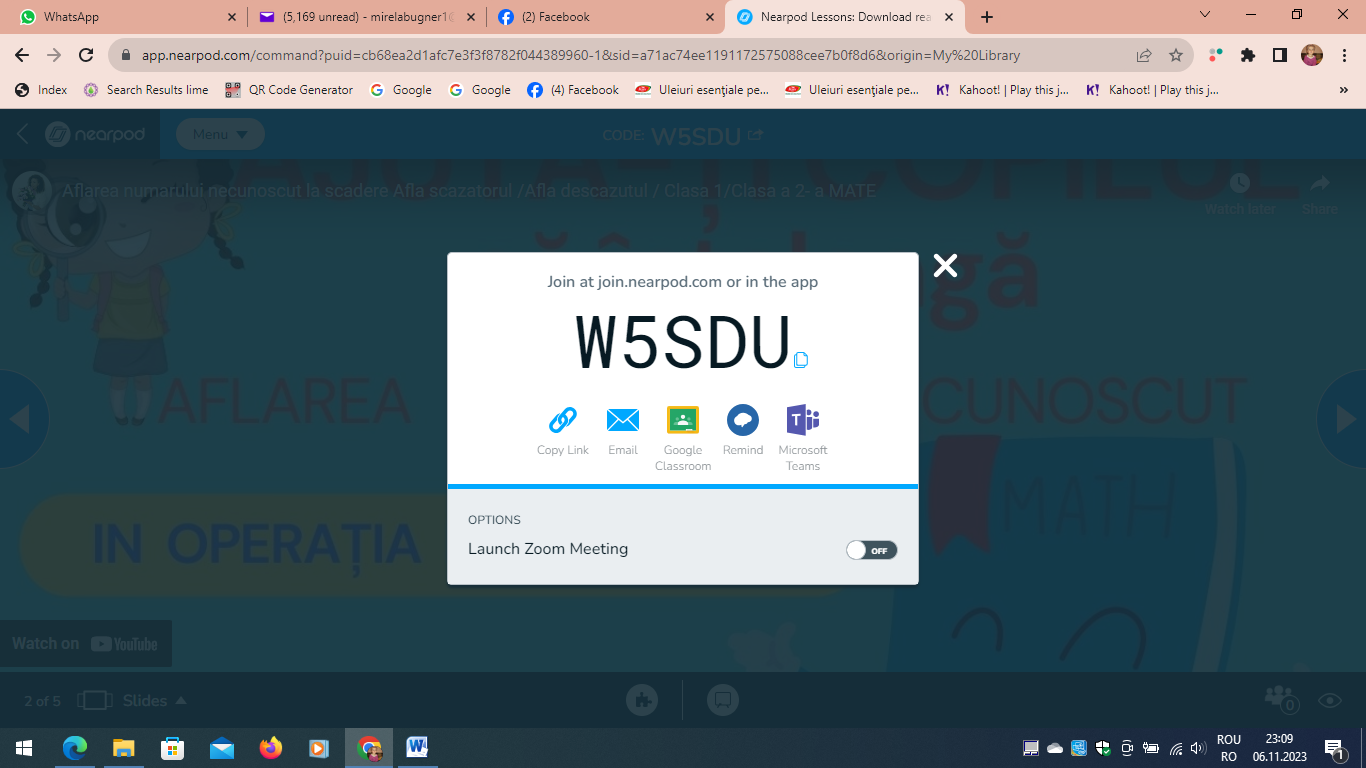 WhatsApp
(5,169 unread) - mirelabugner1@
(2) Facebook
Nearpod Lessons: Download rea
app.nearpod.com/command?puid=cb68ea2d1afc7e3f3f8782f044389960-1&sid=a71ac74ee1191172575088cee7b0f8d6&origin=My%20Library
Index
Search Results lime
QR Code Generator
Google
Google
(4) Facebook
Uleiuri esenţiale pe...
Uleiuri esenţiale pe...
Kahoot! | Play this j...
Kahoot! | Play this j...
»
nearpod
Menu
CODE: W5SDU
Aflarea numarului necunoscut la scadere Afla scazatorul /Afla descazutul / Clasa 1/Clasa a 2- a MATE
Watch later
Share
Join at join.nearpod.com or in the app
W5SDU
AFLAREA
CUNOSCUT
Copy Link
Email
Google Classroom
Remind
Microsoft Teams
MATH
IN OPERAȚIA
OPTIONS
Launch Zoom Meeting
OFF
Watch on YouTube
2 of 5
Slides
0
ROU
RO
23:09
06.11.2023
1